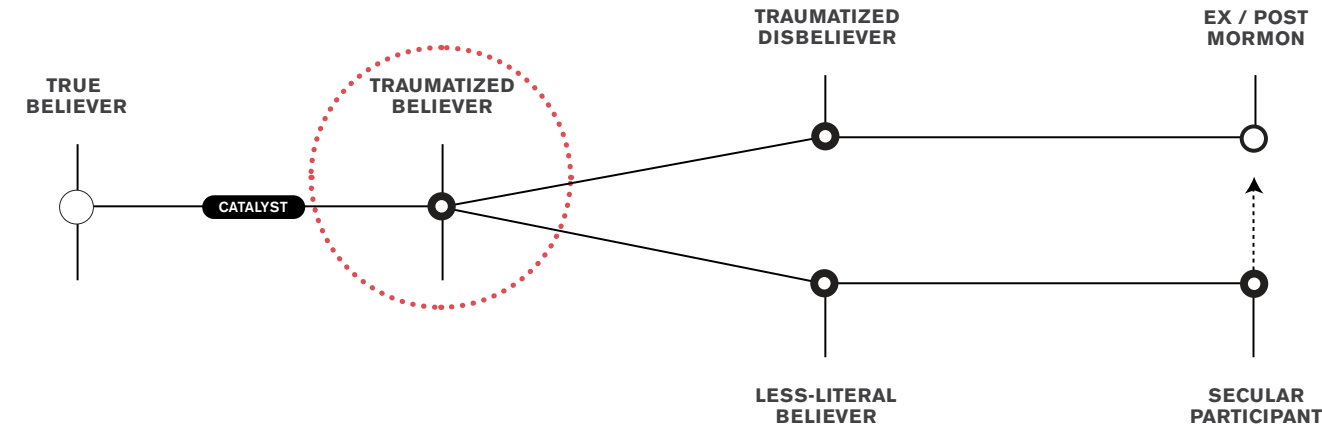 TRUE
BELIEVER
CATALYST
TRAUMATIZED
BELIEVER
TRAUMATIZED
DISBELIEVER
EX / POST
MORMON
LESS-LITERAL
BELIEVER
SECULAR
PARTICIPANT